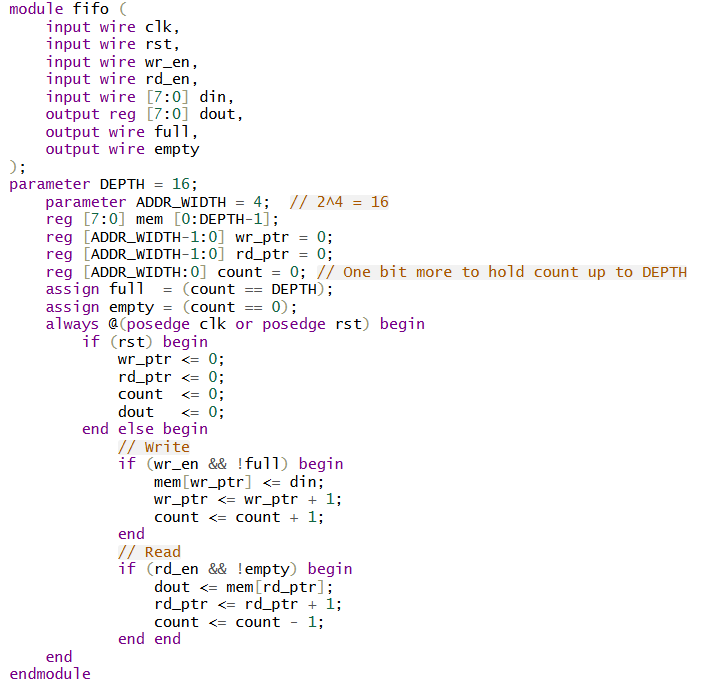 module fifo (
    input wire clk,
    input wire rst,
    input wire wr_en,
    input wire rd_en,
    input wire [7:0] din,
    output reg [7:0] dout,
    output wire full,
    output wire empty
);
parameter DEPTH = 16;
    parameter ADDR_WIDTH = 4;  // 2^4 = 16
    reg [7:0] mem [0:DEPTH-1];
    reg [ADDR_WIDTH-1:0] wr_ptr = 0;
    reg [ADDR_WIDTH-1:0] rd_ptr = 0;
    reg [ADDR_WIDTH:0] count = 0; // One bit more to hold count up to DEPTH
    assign full  = (count == DEPTH);
    assign empty = (count == 0);
    always @(posedge clk or posedge rst) begin
        if (rst) begin
            wr_ptr <= 0;
            rd_ptr <= 0;
            count  <= 0;
            dout   <= 0;
        end else begin
            // Write
            if (wr_en && !full) begin
                mem[wr_ptr] <= din;
                wr_ptr <= wr_ptr + 1;
                count <= count + 1;
            end
            // Read
            if (rd_en && !empty) begin
                dout <= mem[rd_ptr];
                rd_ptr <= rd_ptr + 1;
                count <= count - 1;
            end end
    end
endmodule